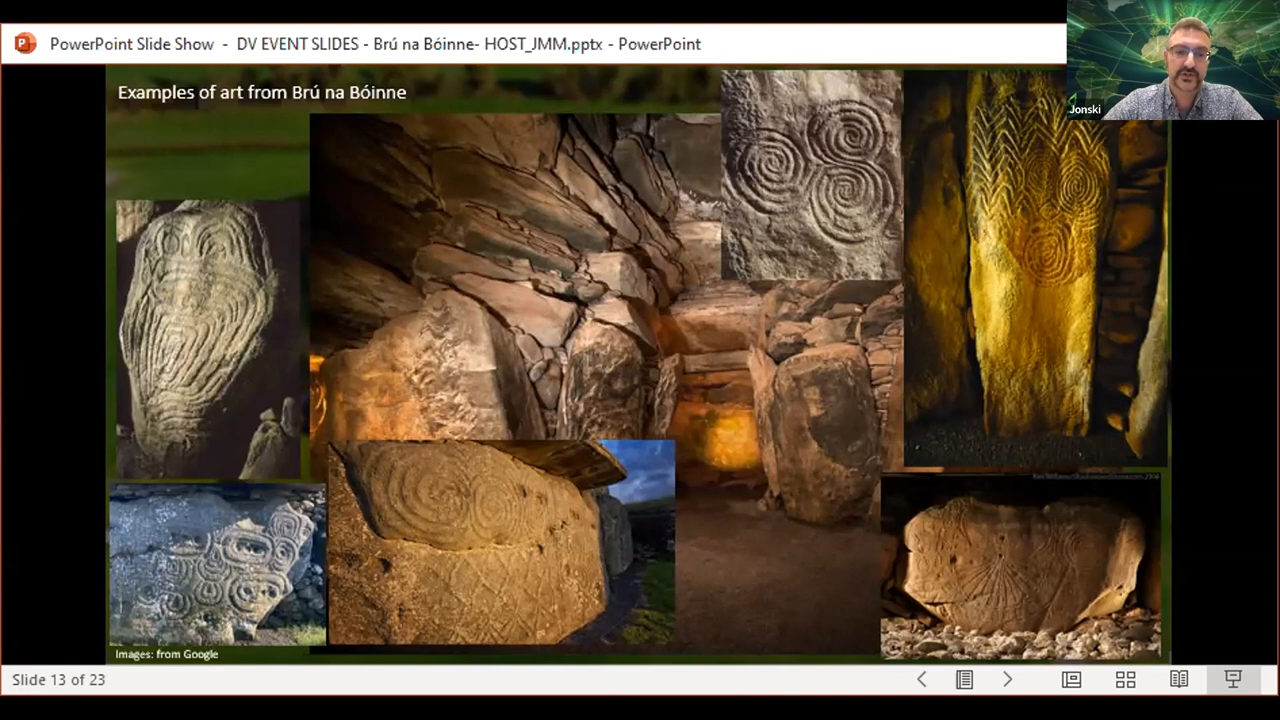 PowerPoint Slide Show - DV EVENT SLIDES - Brú na Bóinne- HOST_JMM.pptx - PowerPoint
Jonski
Examples of art from Brú na Bóinne
Images: from Google
Slide 13 of 23